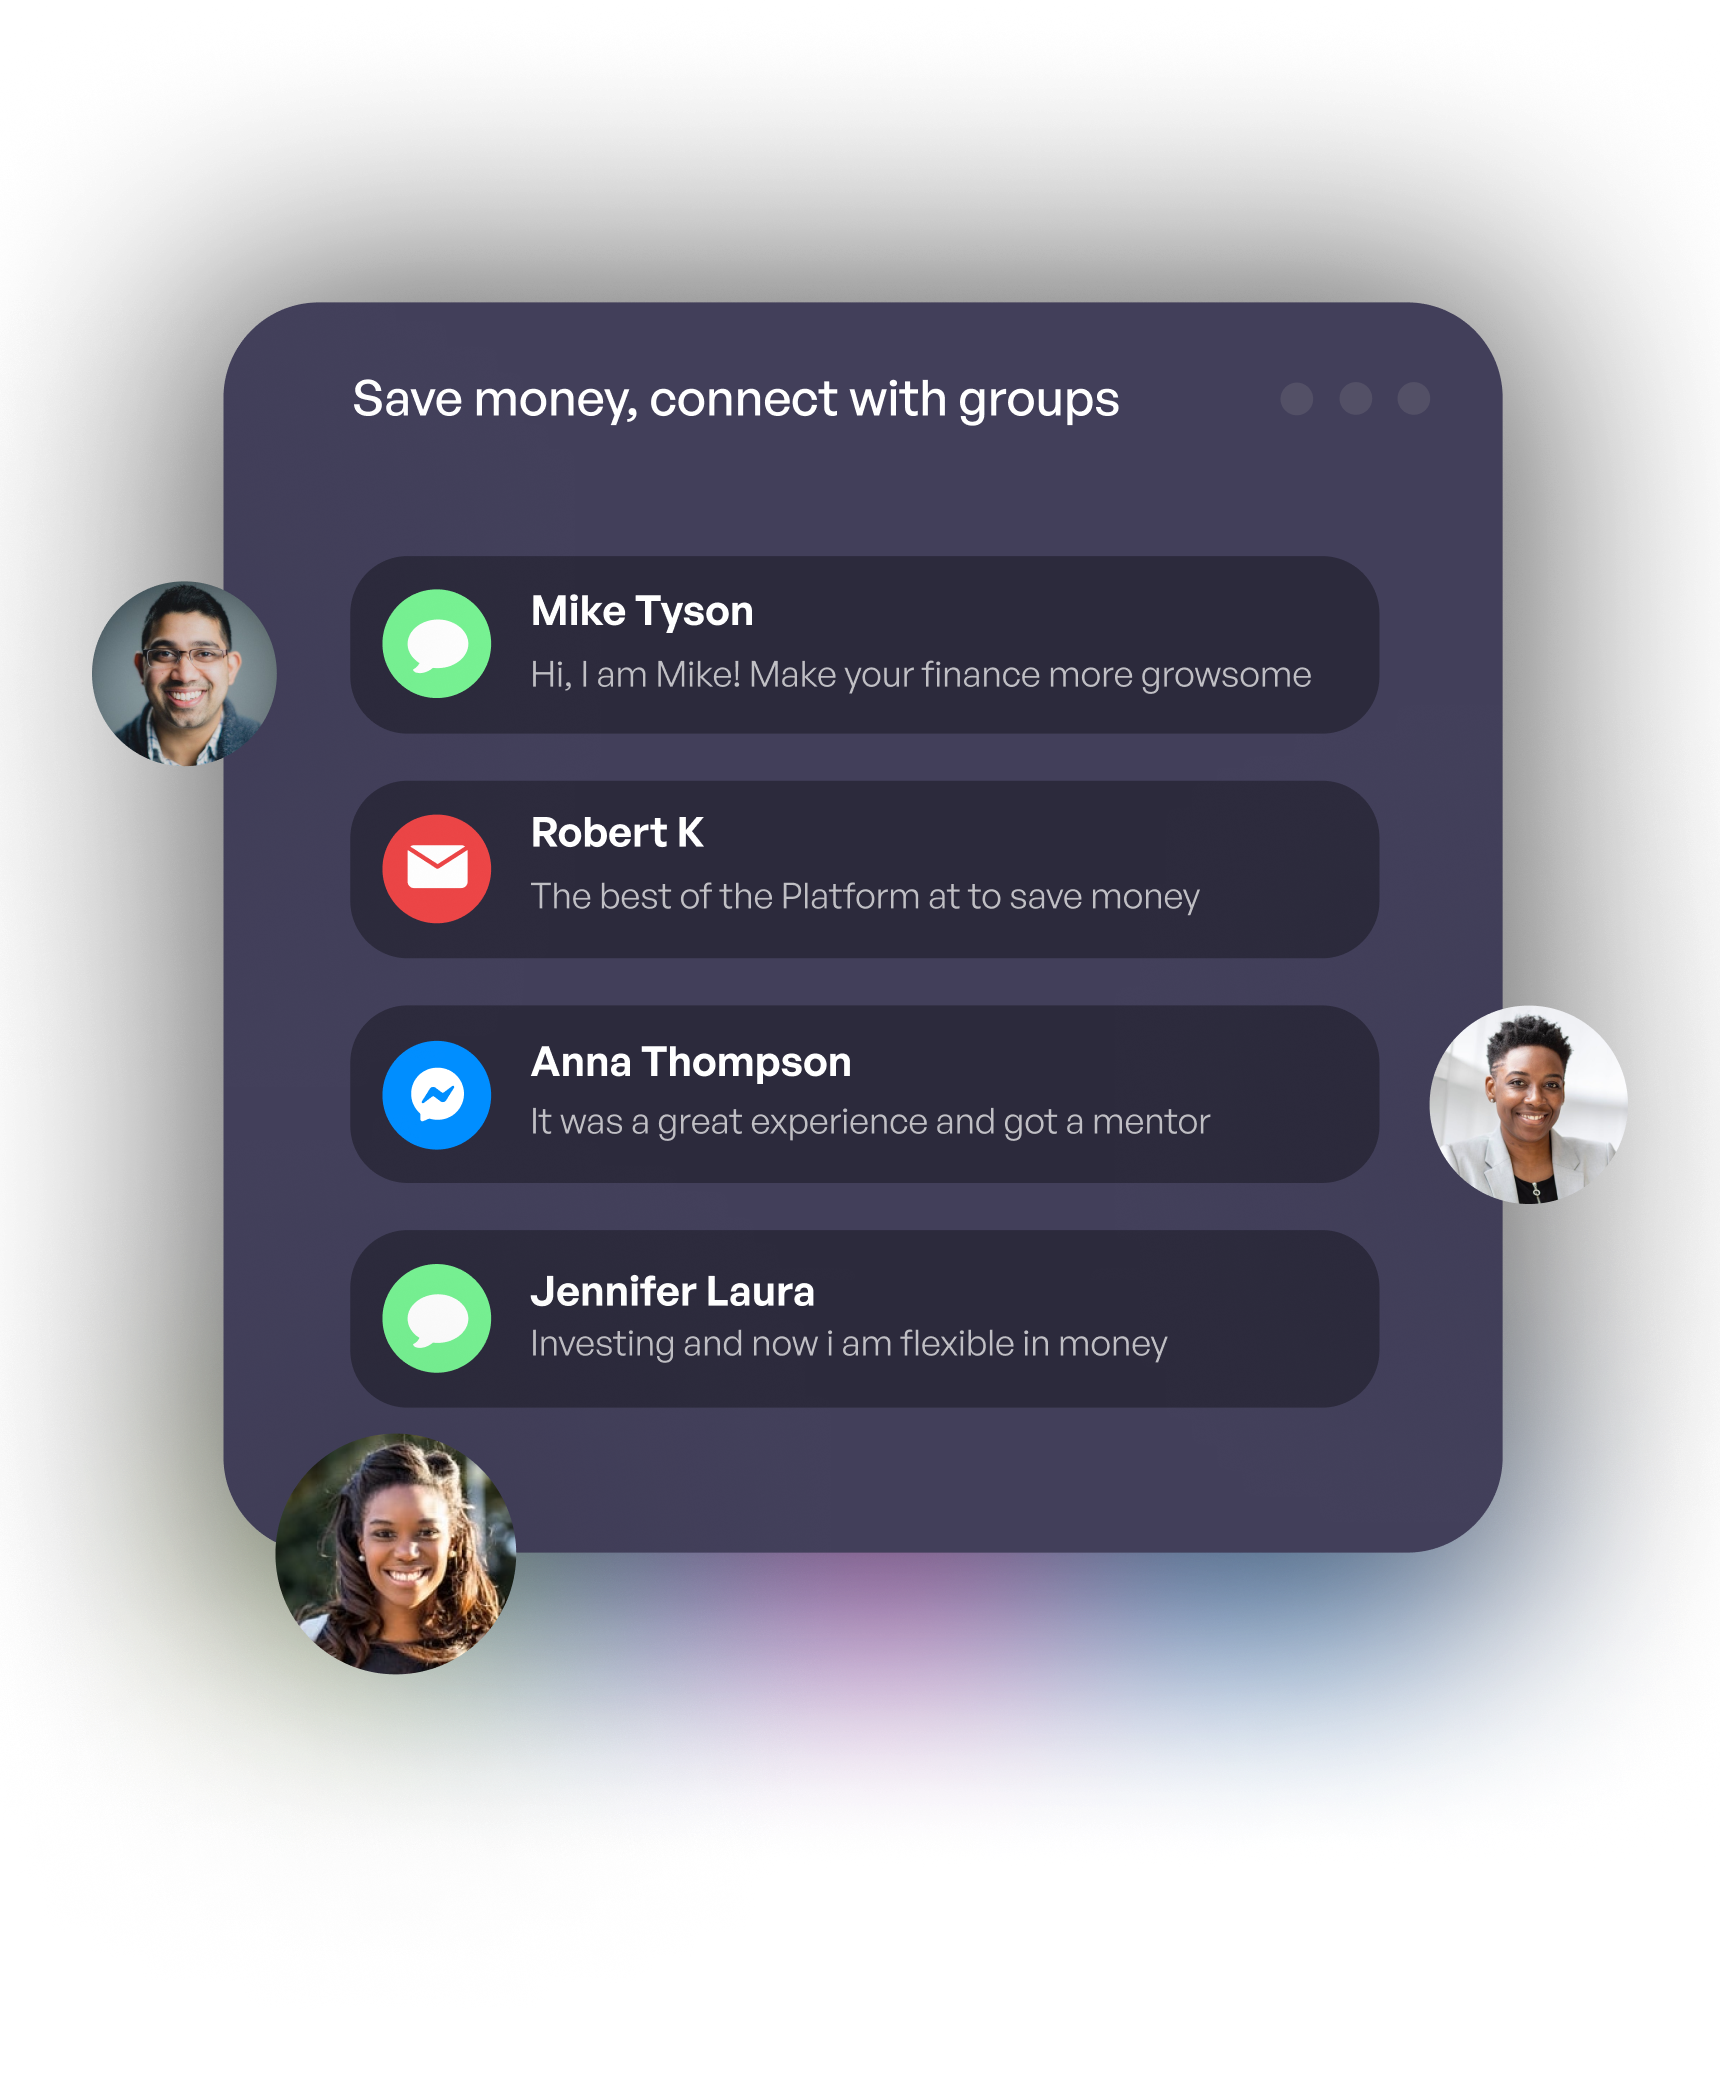 Save money, connect with groups
Mike Tyson
Hi, I am Mike! Make your finance more growsome
Robert K
The best of the Platform at to save money
Anna Thompson
It was a great experience and got a mentor
Jennifer Laura
Investing and now i am flexible in money